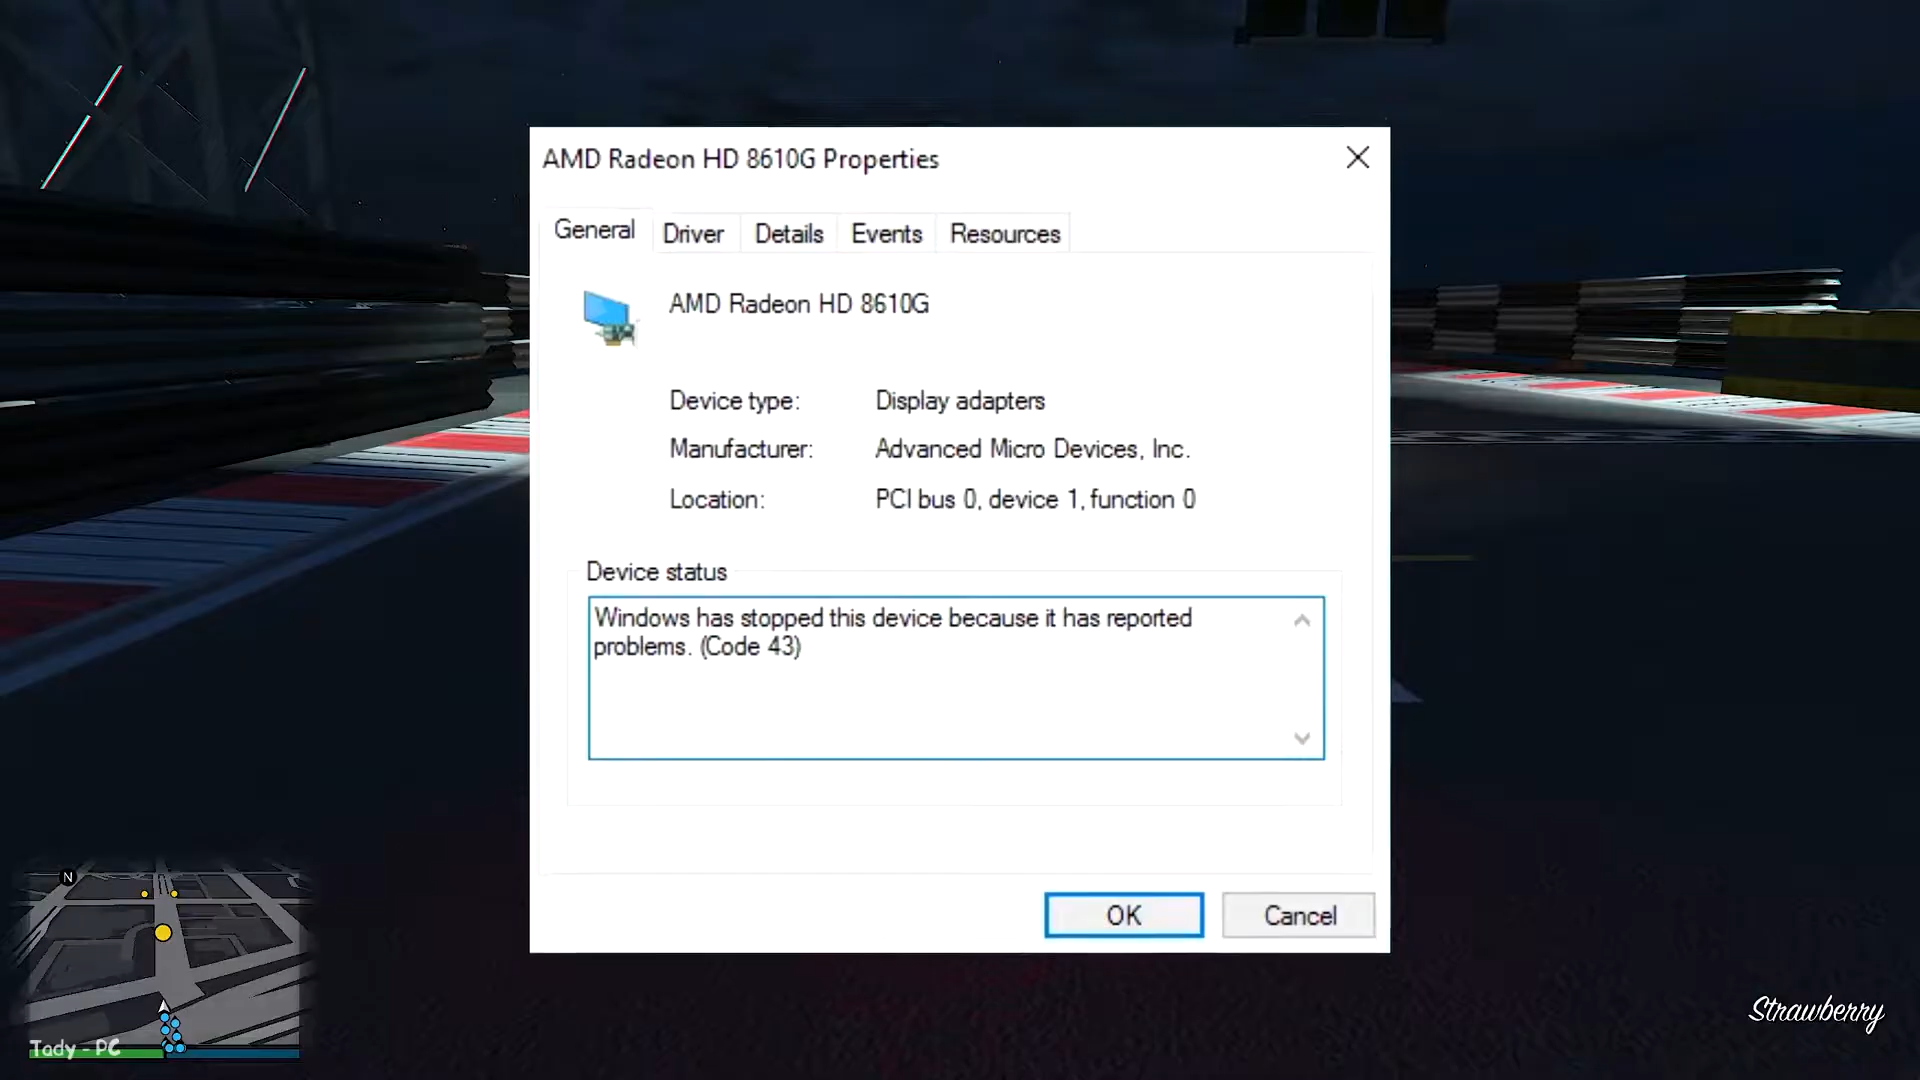 AMD Radeon HD 8610G Properties
General
Driver
Details
Events
Resources
AMD Radeon HD 8610G
Device type: Display adapters
Manufacturer: Advanced Micro Devices, Inc.
Location: PCI bus 0, device 1, function 0
Device status
Windows has stopped this device because it has reported
problems. (Code 43)
OK
Cancel
N
Tady - PC
Strawberry